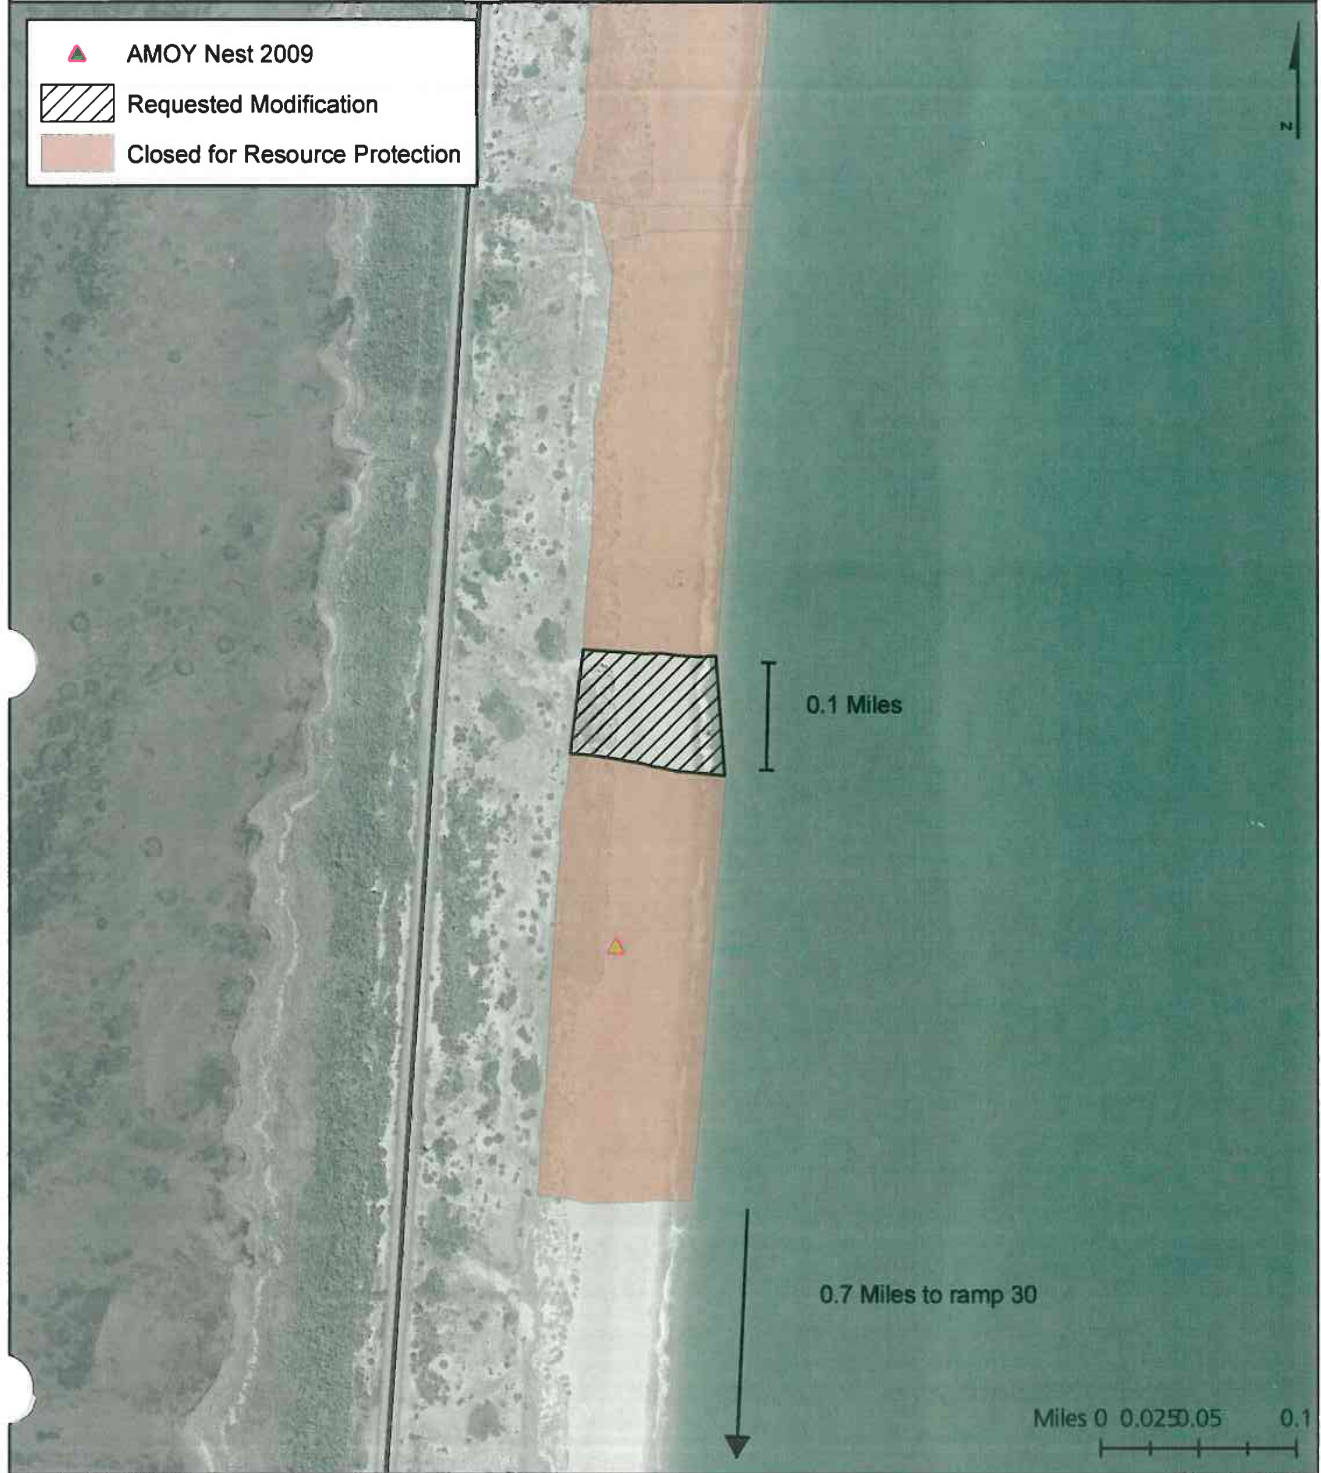 AMOY Nest 2009
Requested Modification
Closed for Resource Protection
N
0.1 Miles
0.7 Miles to ramp 30
Miles 0 0.025 0.05 0.1